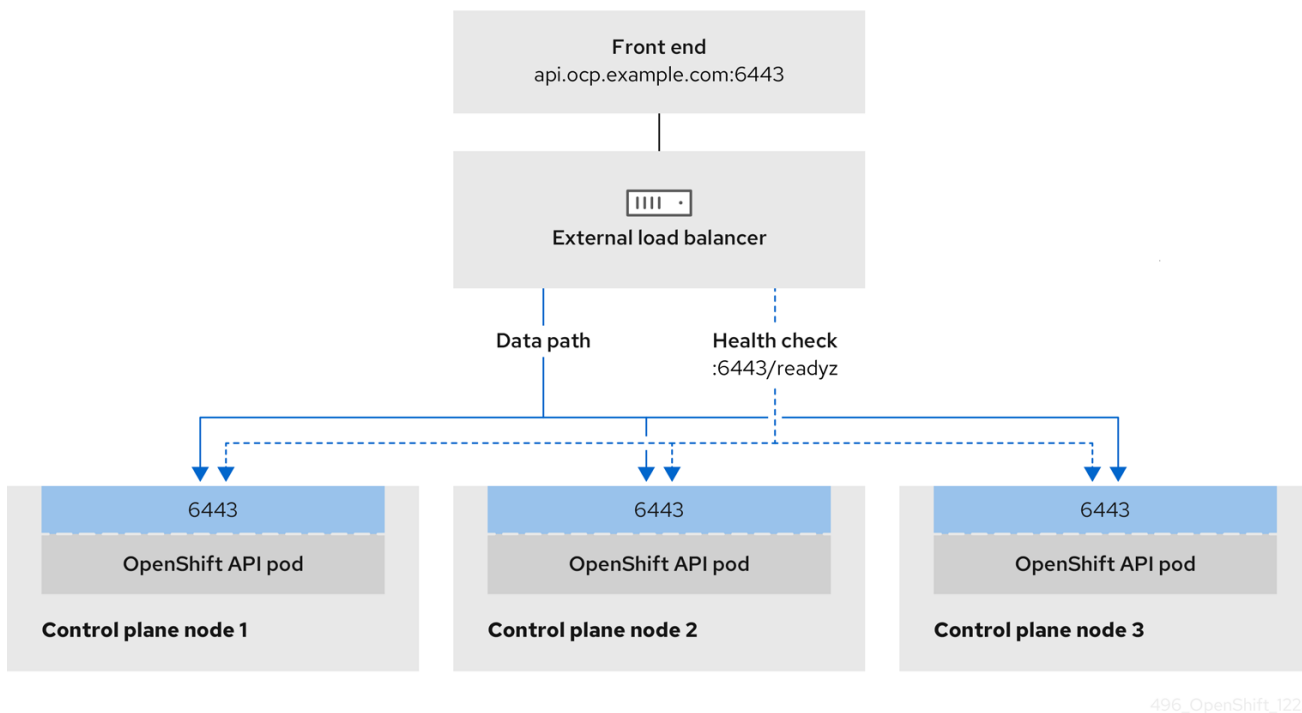 Front end
api.ocp.example.com:6443
External load balancer
Data path
Health check
:6443/readyz
6443
6443
6443
OpenShift API pod
OpenShift API pod
OpenShift API pod
Control plane node 1
Control plane node 2
Control plane node 3
496_OpenShift_122